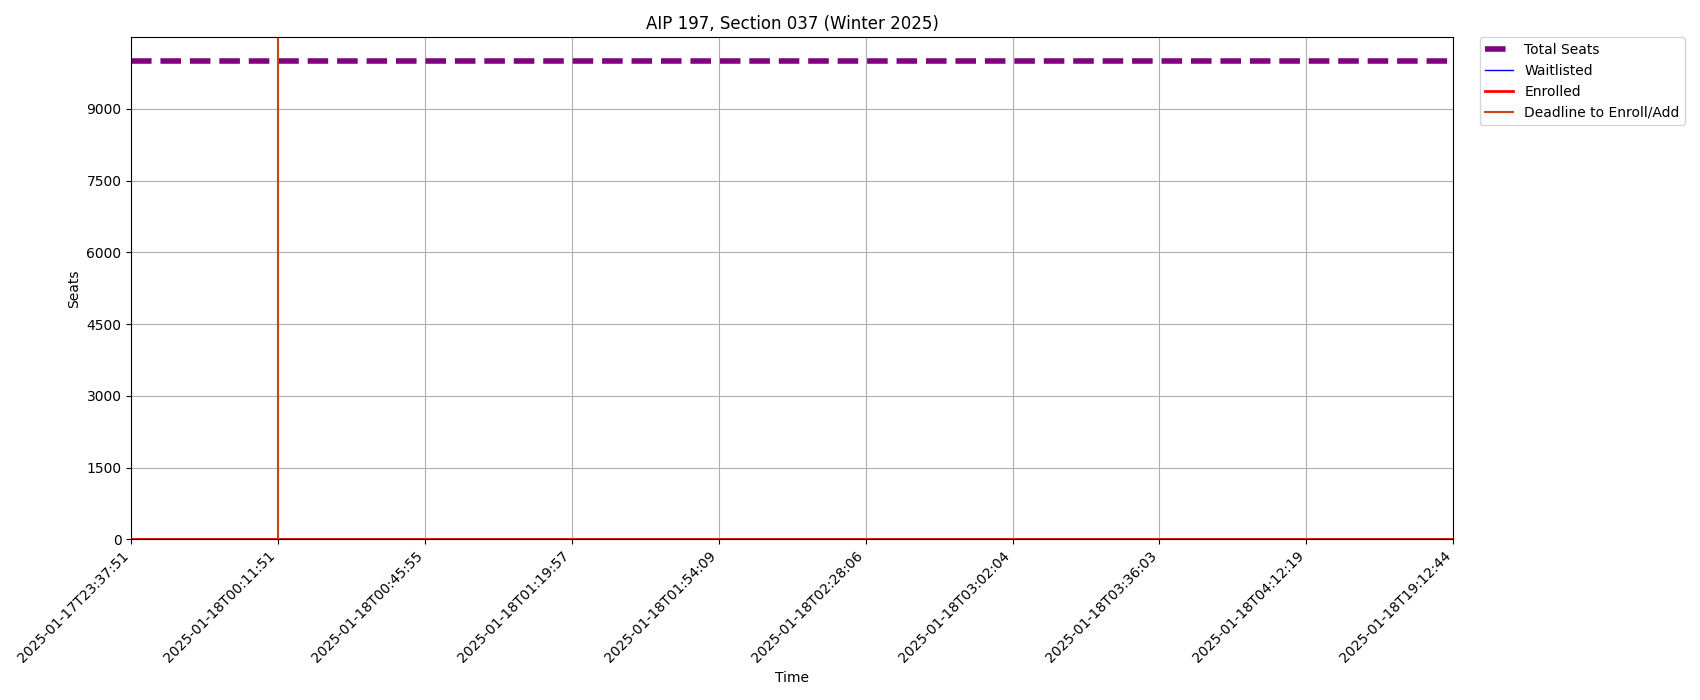 AIP 197, Section 037 (Winter 2025)
Total Seats
Waitlisted
Enrolled
Deadline to Enroll/Add
9000
7500
6000
4500
3000
1500
0
Seats
2025-01-17T23:37:51
2025-01-18T00:11:51
2025-01-18T00:45:55
2025-01-18T01:19:57
2025-01-18T01:54:09
2025-01-18T02:28:06
2025-01-18T03:02:04
2025-01-18T03:36:03
2025-01-18T04:12:19
2025-01-18T19:12:44
Time